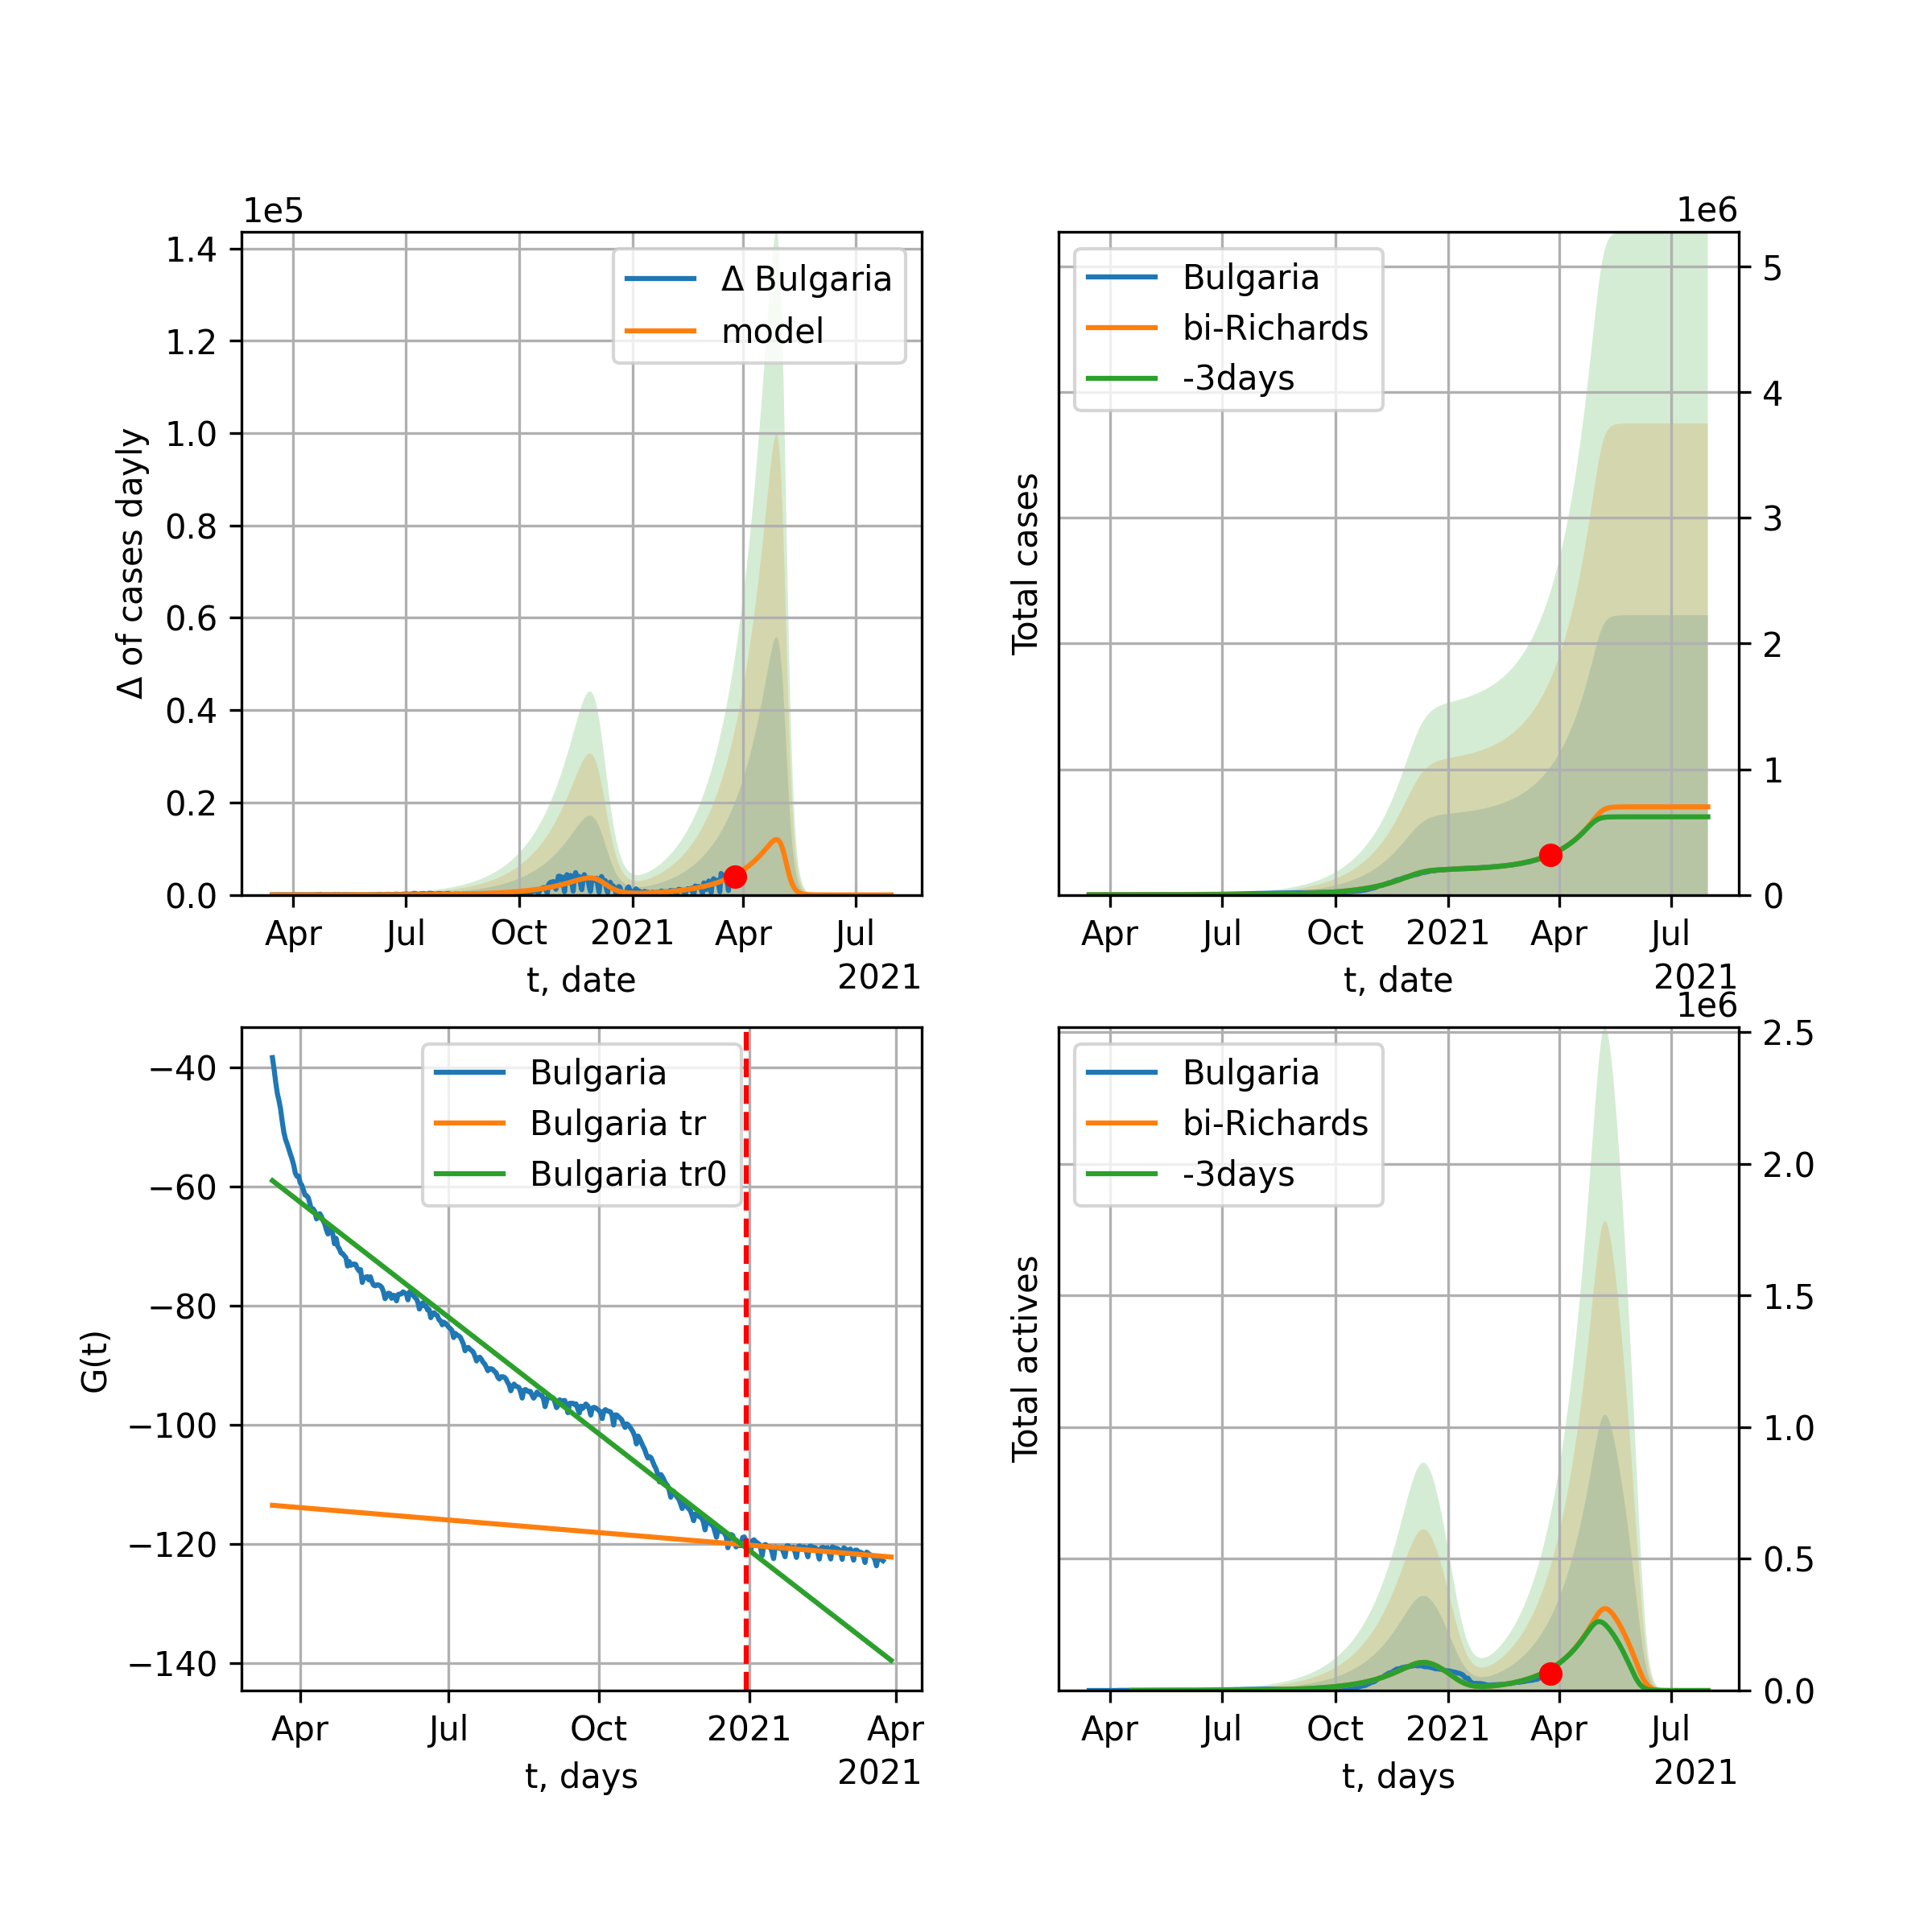 1e5
1.4
1.2
1.0
0.8
0.6
0.4
0.2
0.0
Δ of cases dayly
Δ Bulgaria
model
Apr Jul Oct 2021 Apr Jul
t, date 2021
1e6
Bulgaria
bi-Richards
-3days
Total cases
5
4
3
2
1
0
Apr Jul Oct 2021 Apr Jul
t, date 2021
−40
−60
−80
−100
−120
−140
G(t)
Bulgaria
Bulgaria tr
Bulgaria tr0
Apr Jul Oct 2021 Apr
t, days 2021
1e6
Bulgaria
bi-Richards
-3days
Total actives
2.5
2.0
1.5
1.0
0.5
0.0
Apr Jul Oct 2021 Apr Jul
t, days 2021